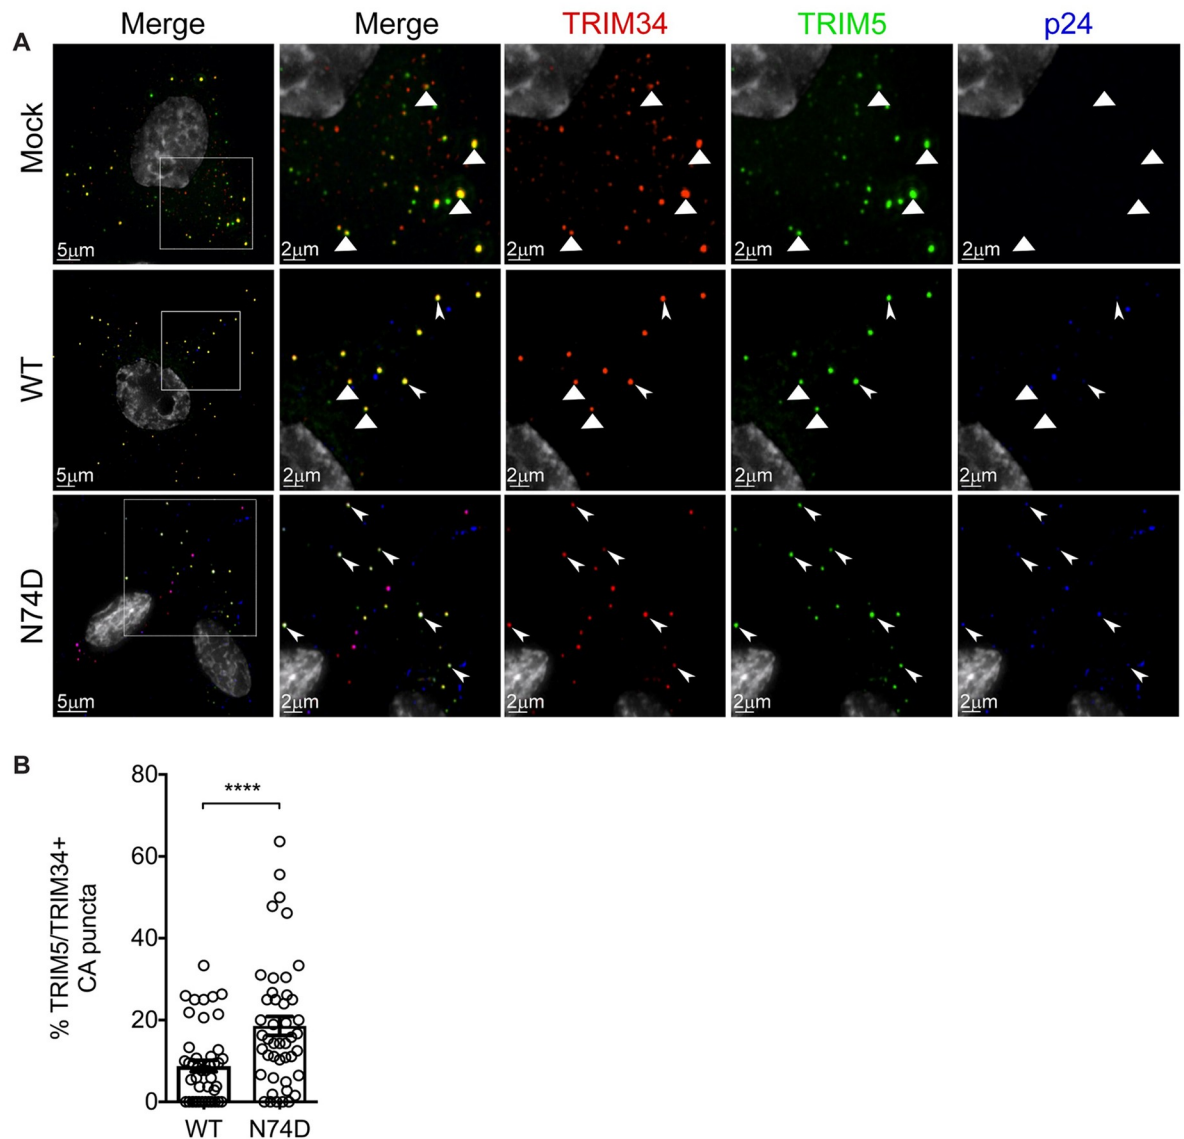 Merge Merge TRIM34 TRIM5 p24
A
Mock
5μm 2μm 2μm 2μm 2μm
WT
5μm 2μm 2μm 2μm 2μm
N74D
5μm 2μm 2μm 2μm 2μm
B
% TRIM5/TRIM34+
CA puncta
80
60
40
20
0
****
WT N74D